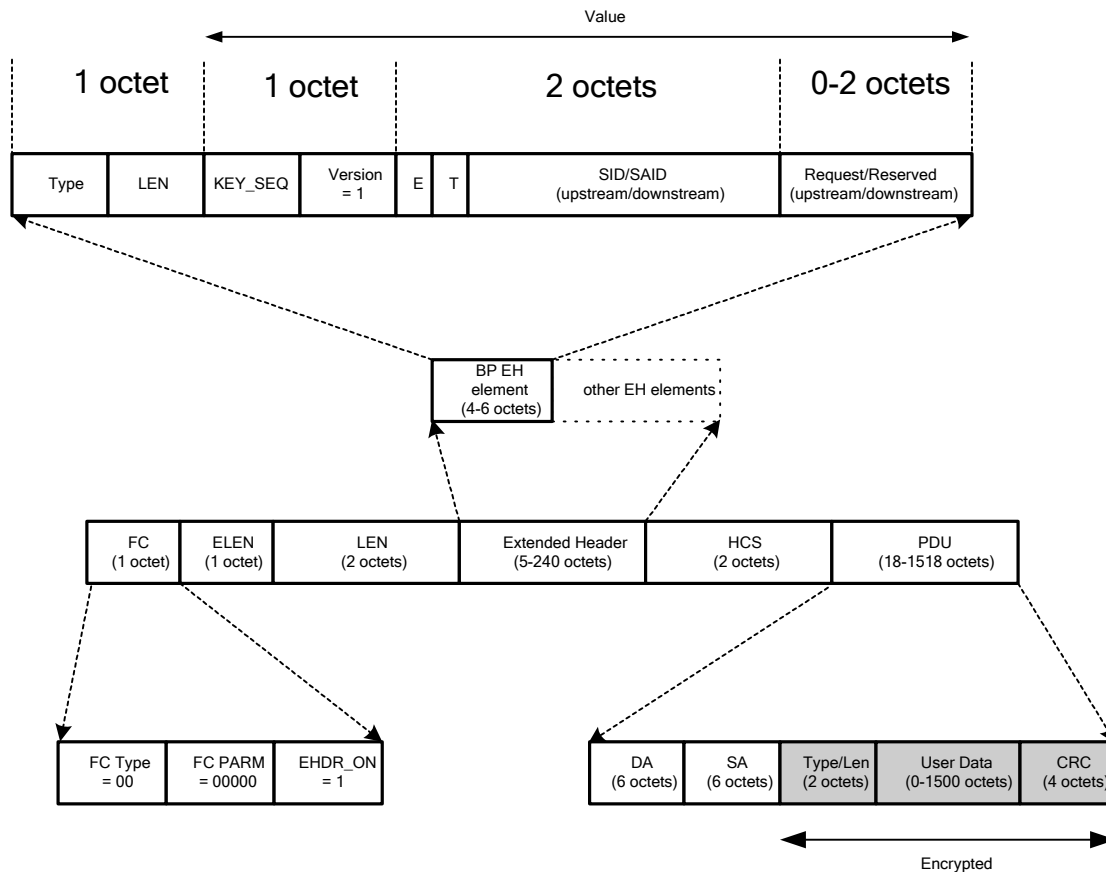 Value
1 octet
1 octet
2 octets
0-2 octets
Type
LEN
KEY_SEQ
Version
= 1
E
T
SID/SAID
(upstream/downstream)
Request/Reserved
(upstream/downstream)
BP EH
element
(4-6 octets)
other EH elements
FC
(1 octet)
ELEN
(1 octet)
LEN
(2 octets)
Extended Header
(5-240 octets)
HCS
(2 octets)
PDU
(18-1518 octets)
FC Type
= 00
FC PARM
= 00000
EHDR_ON
= 1
DA
(6 octets)
SA
(6 octets)
Type/Len
(2 octets)
User Data
(0-1500 octets)
CRC
(4 octets)
Encrypted